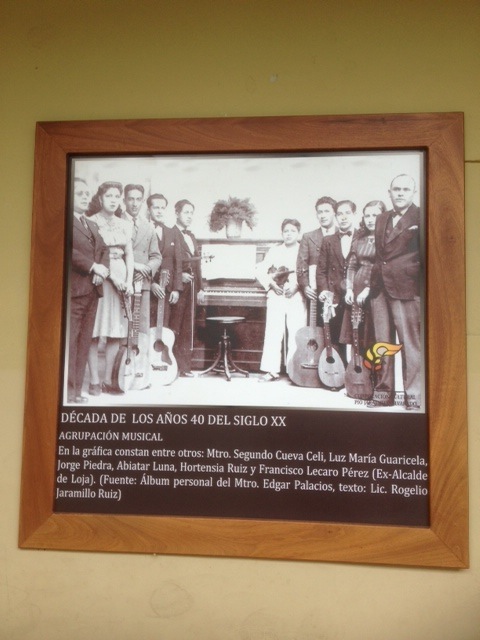 DÉCADA DE LOS AÑOS 40 DEL SIGLO XX
AGRUPACIÓN MUSICAL
En la gráfica constan entre otros: Mtro. Segundo Cueva Celi, Luz María Guaricela,
Jorge Piedra, Abiatar Luna, Hortensia Ruiz y Francisco Lecaro Pérez (Ex-Alcalde
de Loja). (Fuente: Álbum personal del Mtro. Edgar Palacios, texto: Lic. Rogelio
Jaramillo Ruiz)